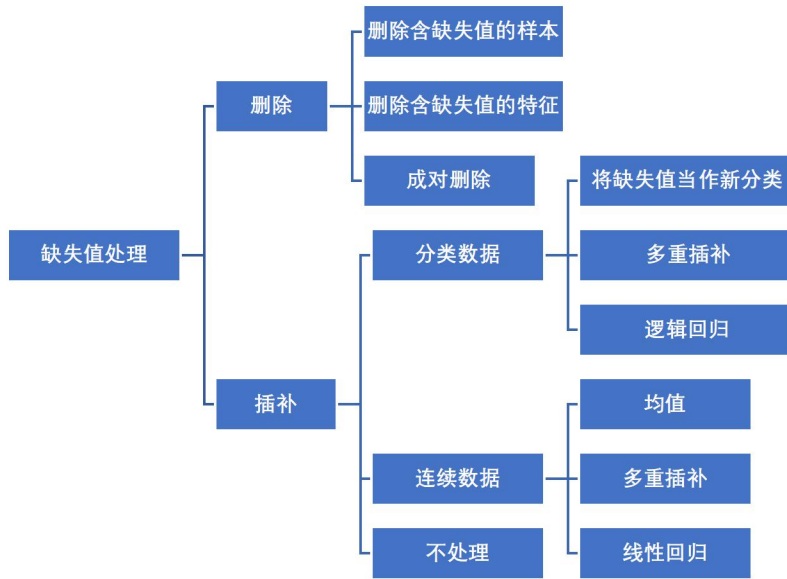 删除含缺失值的样本
删除
删除含缺失值的特征
成对删除
将缺失值当作新分类
缺失值处理
分类数据
多重插补
逻辑回归
插补
均值
连续数据
多重插补
不处理
线性回归